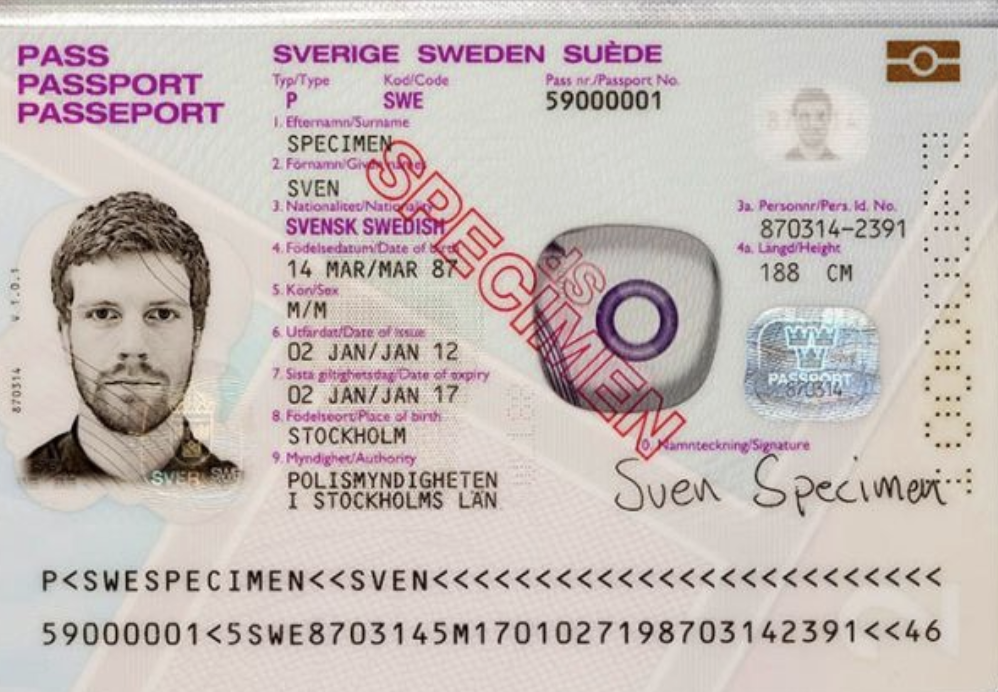 PASS
PASSPORT
PASSEPORT
SVERIGE SWEDEN SUÈDE
Typ/Type Kod/Code Pass nr./Passport No.
P SWE 59000001
1. Efternamn/Surname
SPECIMEN
2. Förnamn/Given names
SVEN
3. Nationalitet/Nationality
SVENSK SWEDISH
3a. Personnr/Pers. Id. No.
870314-2391
4. Födelsedatum/Date of birth
14 MAR/MAR 87
4a. Längd/Height
188 CM
5. Kön/Sex
M/M
6. Utfärdat/Date of issue
02 JAN/JAN 12
7. Sista giltighetsdag/Date of expiry
02 JAN/JAN 17
8. Födelseort/Place of birth
STOCKHOLM
9. Myndighet/Authority
POLISMYNDIGHETEN
I STOCKHOLMS LÄN
10. Namnteckning/Signature
Sven Specimen
SPECIMEN
PASSPORT
870314
v 1.0.1
870314
P<SWESPECIMEN<<SVEN<<<<<<<<<<<<<<<<<<<<<<<<<
59000001<5SWE8703145M1701027198703142391<<46